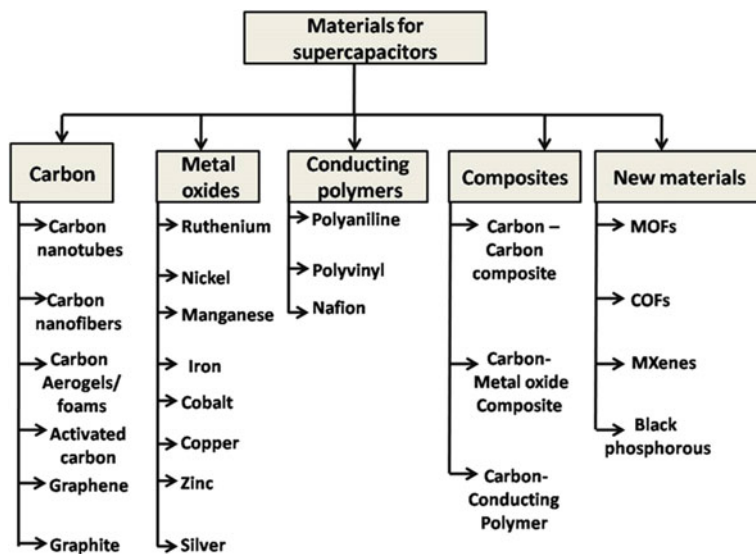 Materials for
supercapacitors
Carbon
Carbon
nanotubes
Carbon
nanofibers
Carbon
Aerogels/
foams
Activated
carbon
Graphene
Graphite
Metal
oxides
Ruthenium
Nickel
Manganese
Iron
Cobalt
Copper
Zinc
Silver
Conducting
polymers
Polyaniline
Polyvinyl
Nafion
Composites
Carbon –
Carbon
composite
Carbon-
Metal oxide
Composite
Carbon-
Conducting
Polymer
New materials
MOFs
COFs
MXenes
Black
phosphorous